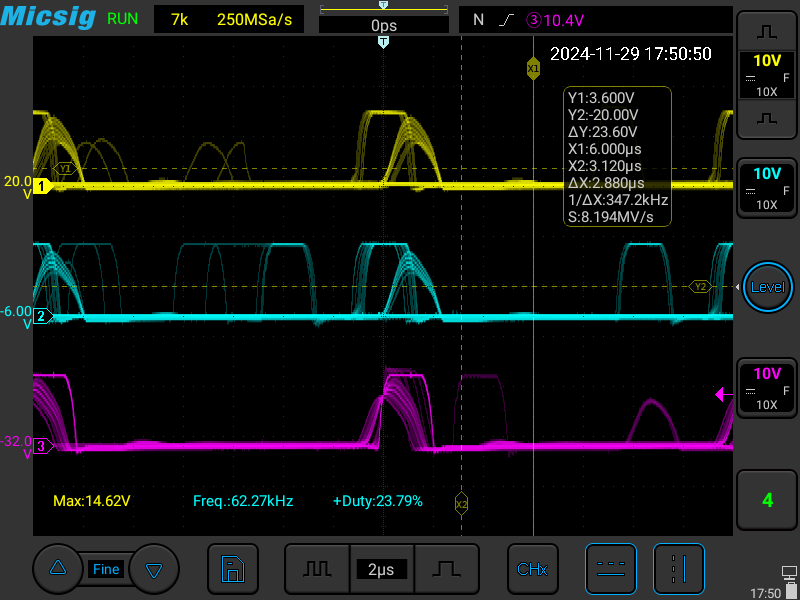 Micsig RUN 7k 250MSa/s 0ps N ③ 10.4V
T
2024-11-29 17:50:50
X1
10V
F
10X
Y1:3.600V
Y2:-20.00V
ΔY:23.60V
X1:6.000μs
X2:3.120μs
ΔX:2.880μs
1/ΔX:347.2kHz
S:8.194MV/s
Y1
20.0
V
1
10V
F
10X
-6.00
V
2
Y2
Level
-32.0
V
3
10V
F
10X
Max:14.62V Freq.:62.27kHz +Duty:23.79%
X2
4
Fine
2μs
CHx
17:50